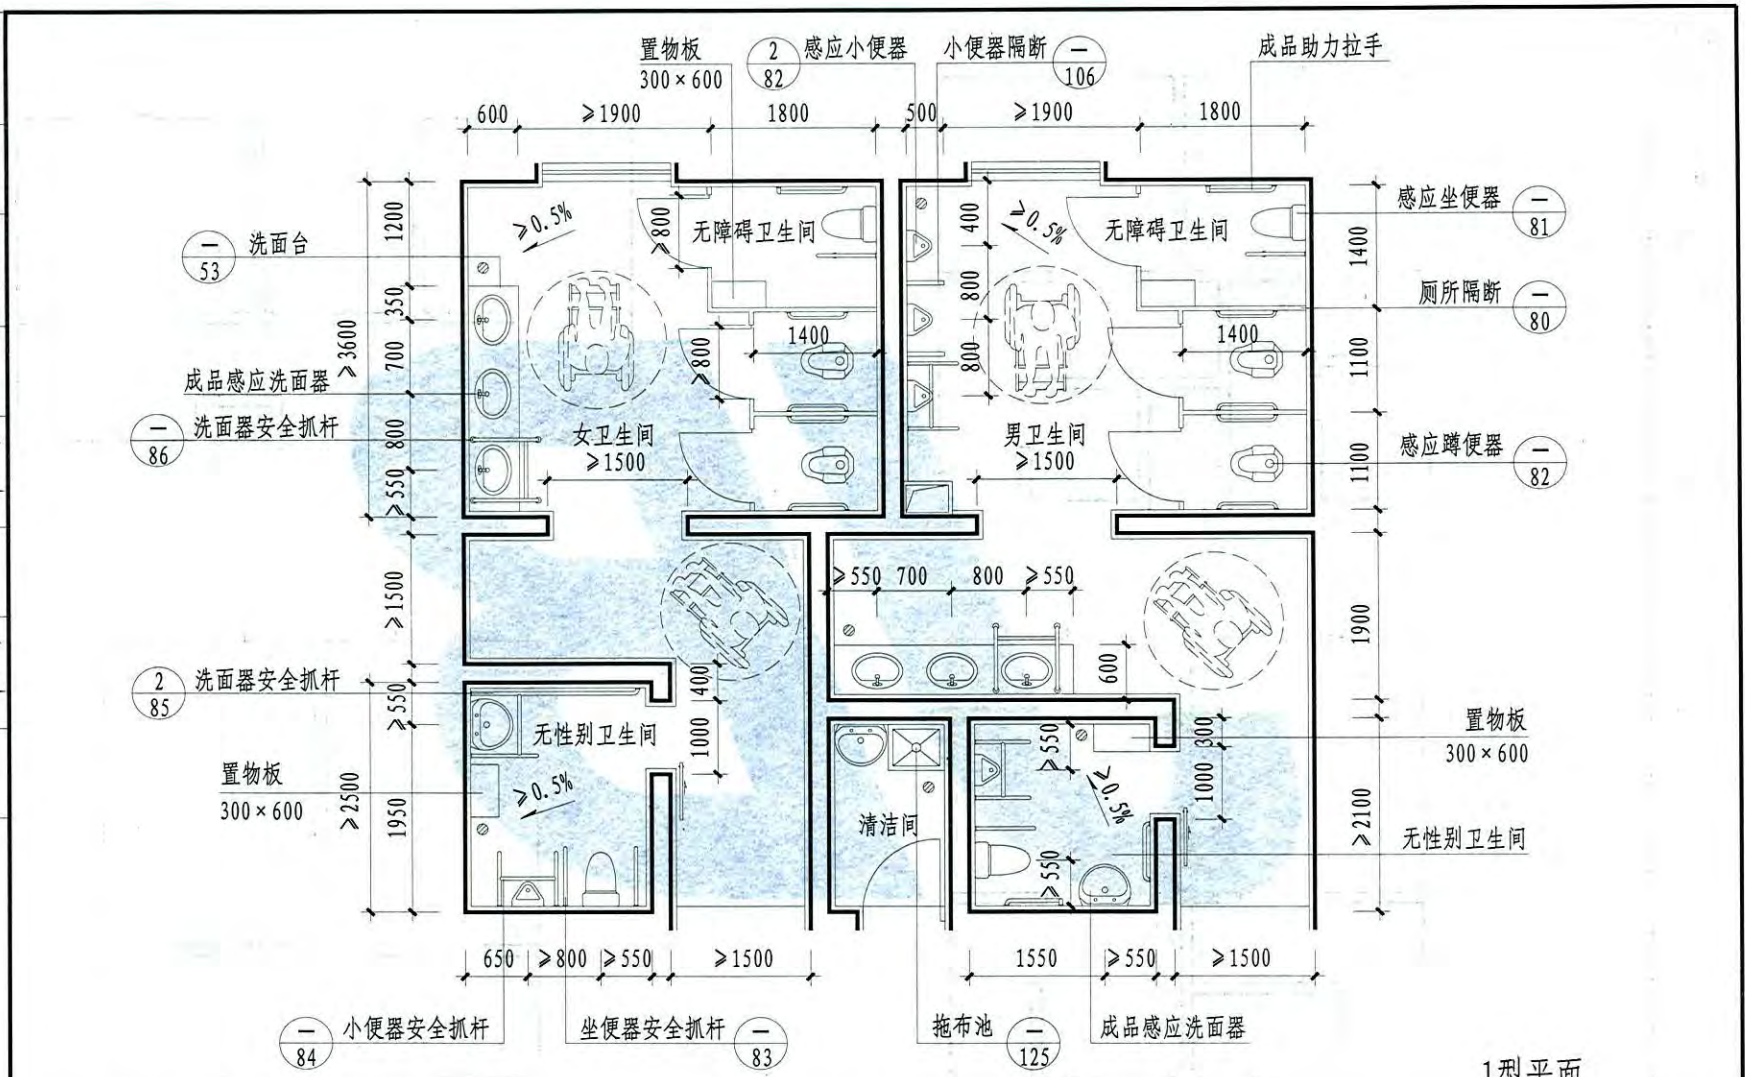 置物板
300×600
2
82
感应小便器
小便器隔断
—
106
成品助力拉手
600 ≥1900 1800 500 ≥1900 1800
1200
≥0.5%
≥800
无障碍卫生间
400
≥0.5%
无障碍卫生间
1400
感应坐便器
—
81
—
53
洗面台
350
≥3600
700
800
厕所隔断
—
80
1400
≥800
800
1400
1100
成品感应洗面器
—
86
洗面器安全抓杆
800
≥550
女卫生间
≥1500
男卫生间
≥1500
1100
感应蹲便器
—
82
≥1500
≥550 700 800 ≥550
1900
600
2
85
洗面器安全抓杆
≥550
400
无性别卫生间
1000
≥550
300
置物板
300×600
置物板
300×600
≥2500
1950
≥0.5%
清洁间
≥0.5%
1000
≥2100
无性别卫生间
≥550
650 ≥800 ≥550 ≥1500 1550 ≥550 ≥1500
—
84
小便器安全抓杆
坐便器安全抓杆
—
83
拖布池
—
125
成品感应洗面器
1型平面